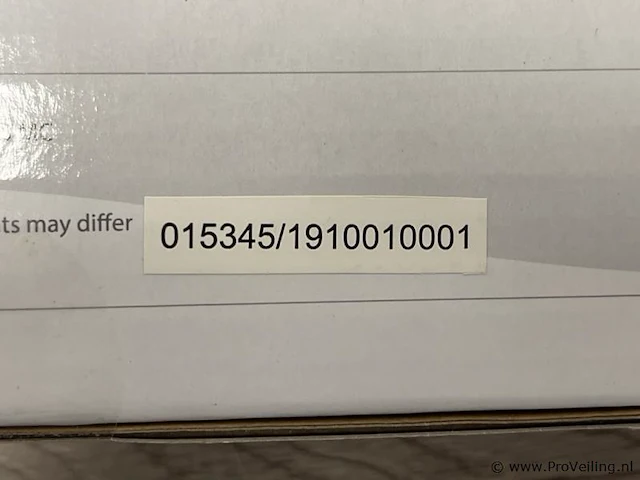 ts may differ
015345/1910010001
© www.ProVeiling.nl